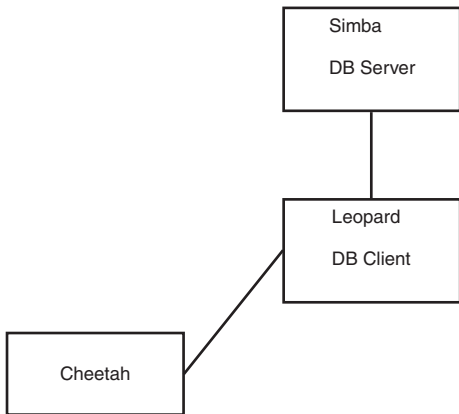 Simba
DB Server
Leopard
DB Client
Cheetah